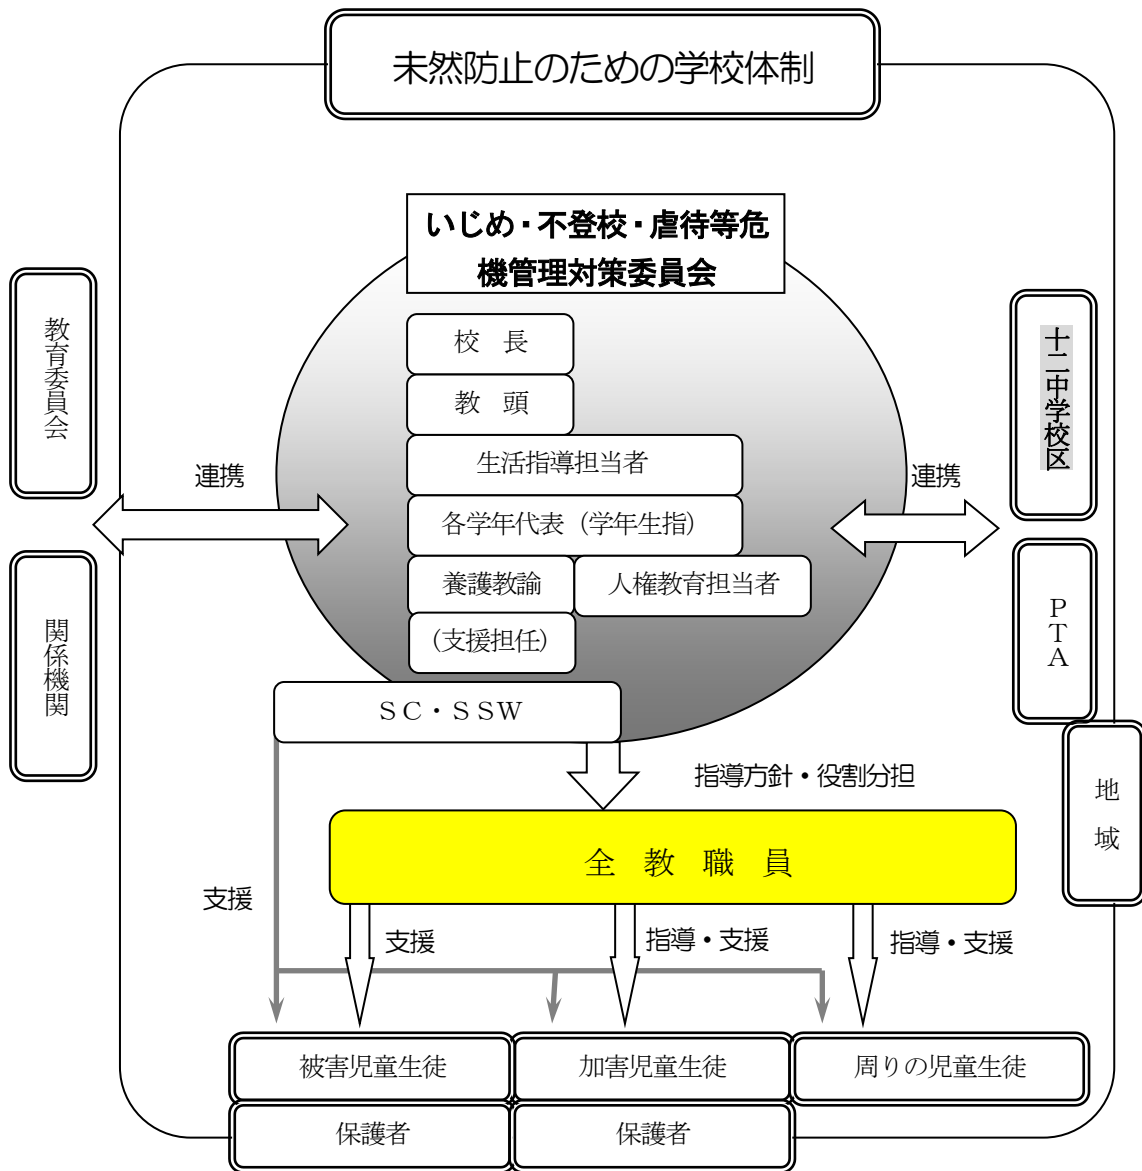 未然防止のための学校体制
いじめ・不登校・虐待等危
機管理対策委員会
校 長
教 頭
生活指導担当者
各学年代表（学年生指）
養護教諭
人権教育担当者
（支援担任）
ＳＣ・ＳＳＷ
教育委員会
関係機関
連携
連携
十二中学校区
ＰＴＡ
地 域
指導方針・役割分担
全 教 職 員
支援
支援
指導・支援
指導・支援
被害児童生徒
加害児童生徒
周りの児童生徒
保護者
保護者